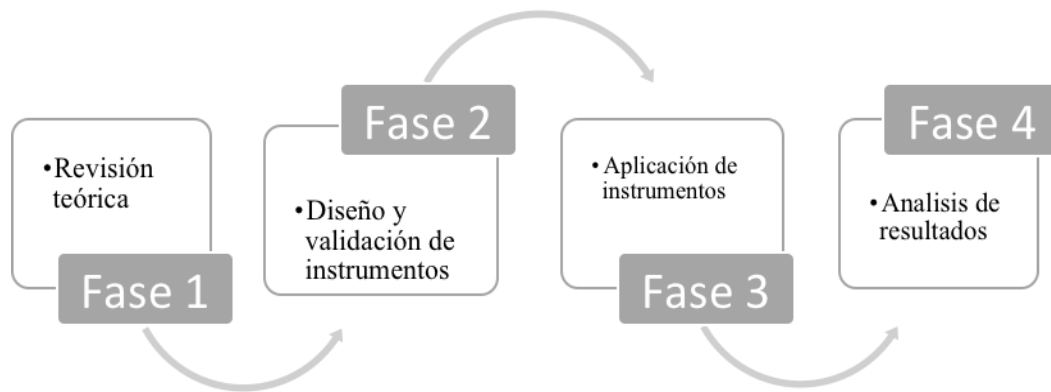 •Revisión
teórica
Fase 1
Fase 2
•Diseño y
validación de
instrumentos
•Aplicación de
instrumentos
Fase 3
Fase 4
•Analisis de
resultados